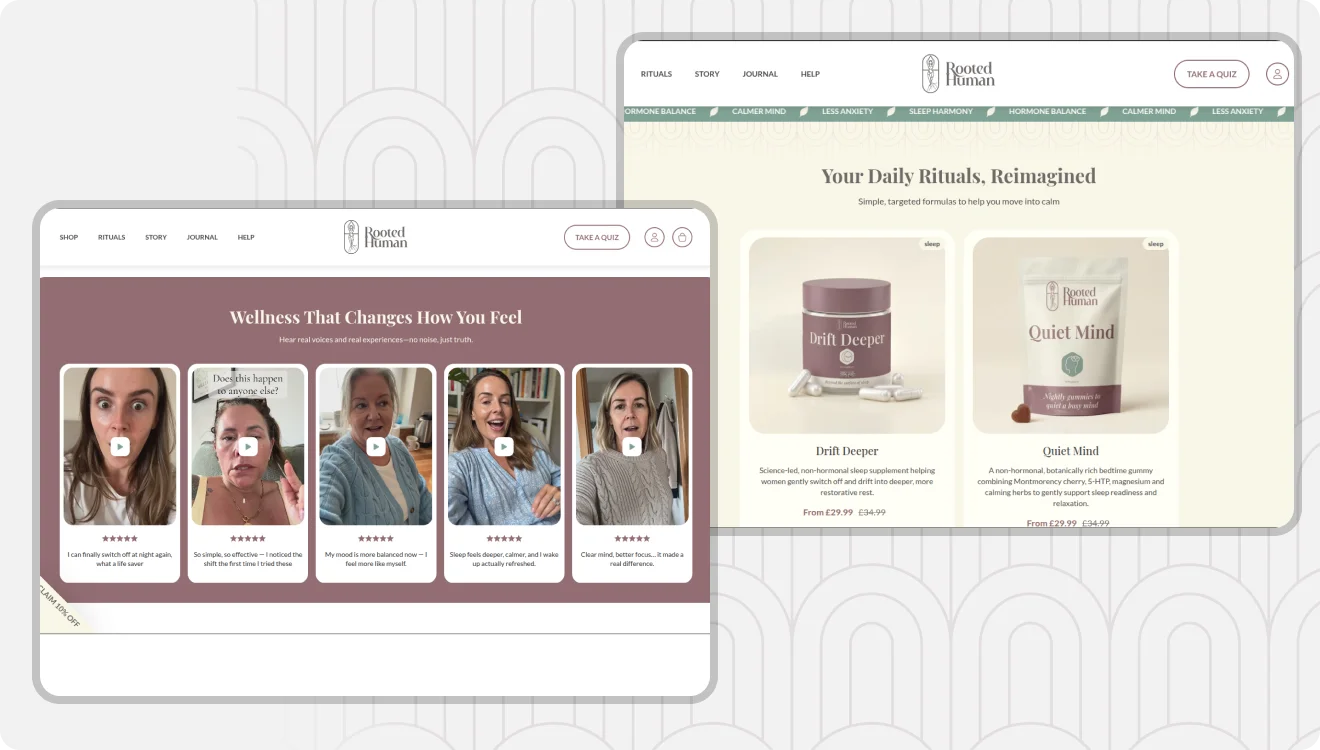 RITUALS STORY JOURNAL HELP
Rooted
Human
TAKE A QUIZ
ORMONE BALANCE CALMER MIND LESS ANXIETY SLEEP HARMONY HORMONE BALANCE CALMER MIND LESS ANXIETY
Your Daily Rituals, Reimagined
Simple, targeted formulas to help you move into calm
sleep
Rooted
Human
Drift Deeper
sleep
Rooted
Human
Quiet Mind
Nightly gummies to
quiet a busy mind
Drift Deeper
Science-led, non-hormonal sleep supplement helping
women gently switch off and drift into deeper, more
restorative rest.
From £29.99 £34.99
Quiet Mind
A non-hormonal, botanically rich bedtime gummy
combining Montmorency cherry, 5-HTP, magnesium and
calming herbs to gently support sleep readiness and
relaxation.
From £29.99 £34.99
SHOP RITUALS STORY JOURNAL HELP
Rooted
Human
TAKE A QUIZ
Wellness That Changes How You Feel
Hear real voices and real experiences—no noise, just truth.
Does this happen
to anyone else?
I can finally switch off at night again,
what a life saver
So simple, so effective — I noticed the
shift the first time I tried these
My mood is more balanced now — I
feel more like myself.
Sleep feels deeper, calmer, and I wake
up actually refreshed.
Clear mind, better focus... it made a
real difference.
CLAIM 10% OFF